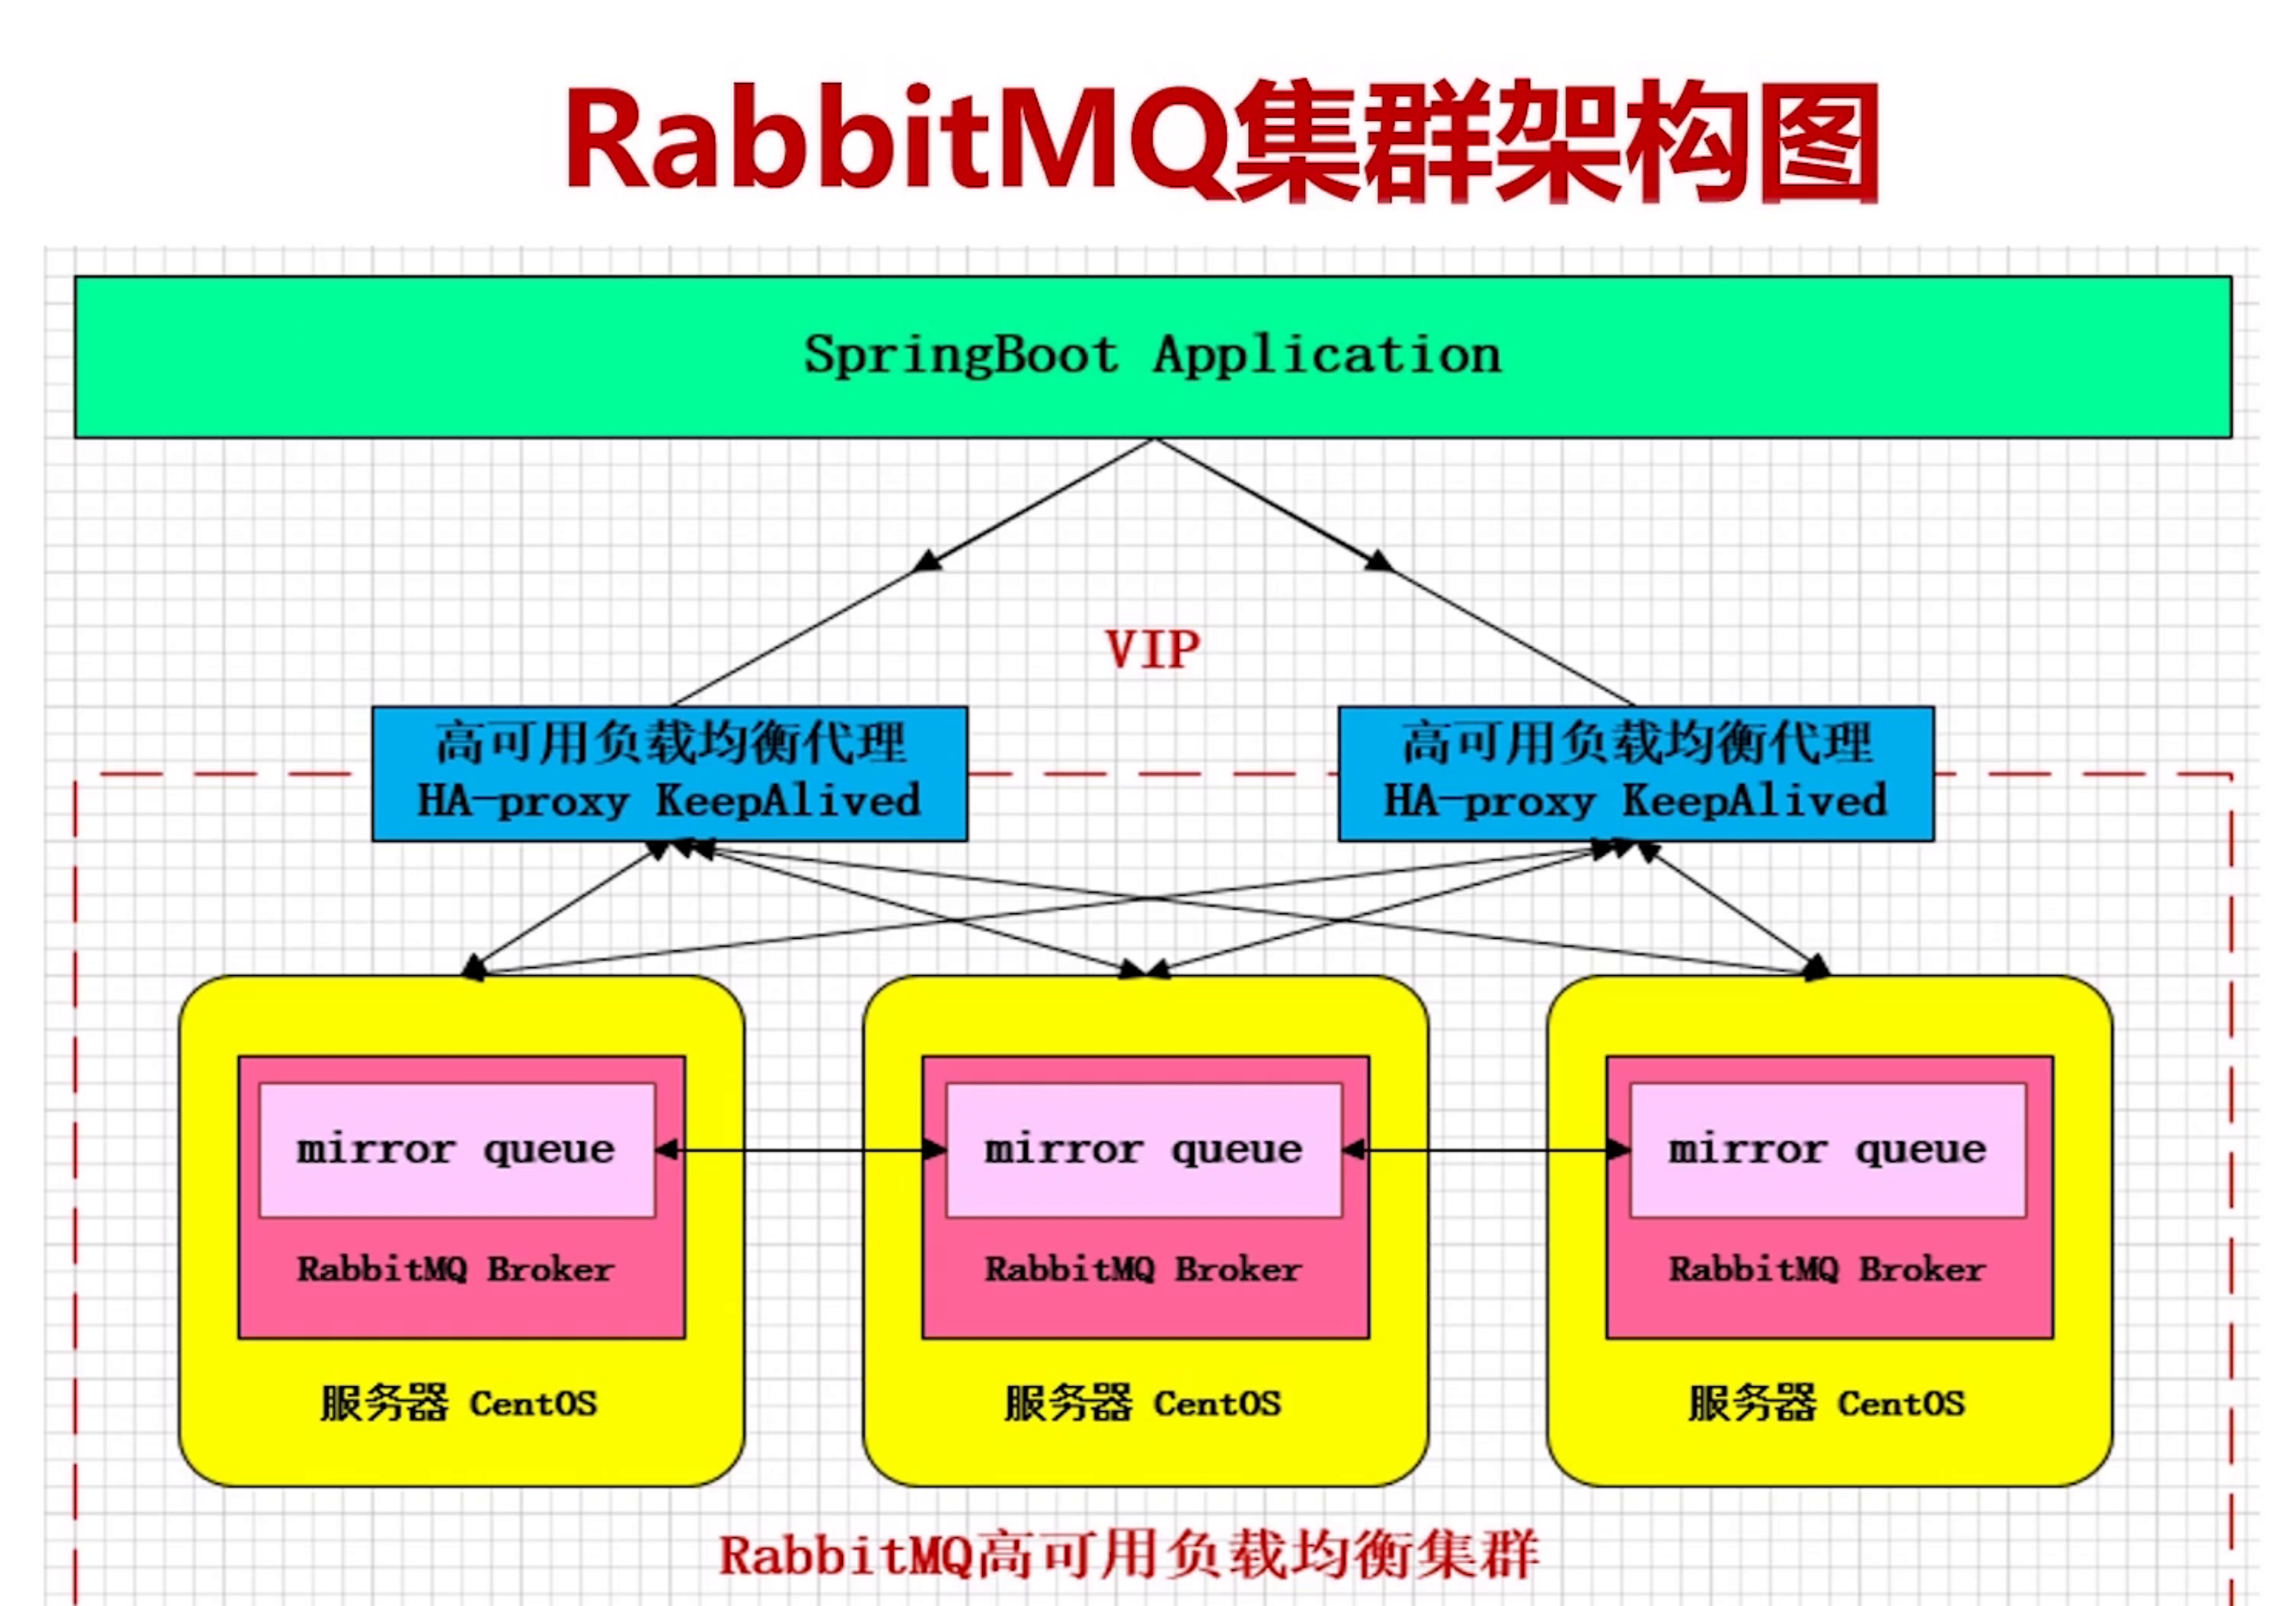 RabbitMQ集群架构图
SpringBoot Application
VIP
高可用负载均衡代理
HA-proxy KeepAlived
高可用负载均衡代理
HA-proxy KeepAlived
mirror queue
RabbitMQ Broker
服务器 CentOS
mirror queue
RabbitMQ Broker
服务器 CentOS
mirror queue
RabbitMQ Broker
服务器 CentOS
RabbitMQ高可用负载均衡集群